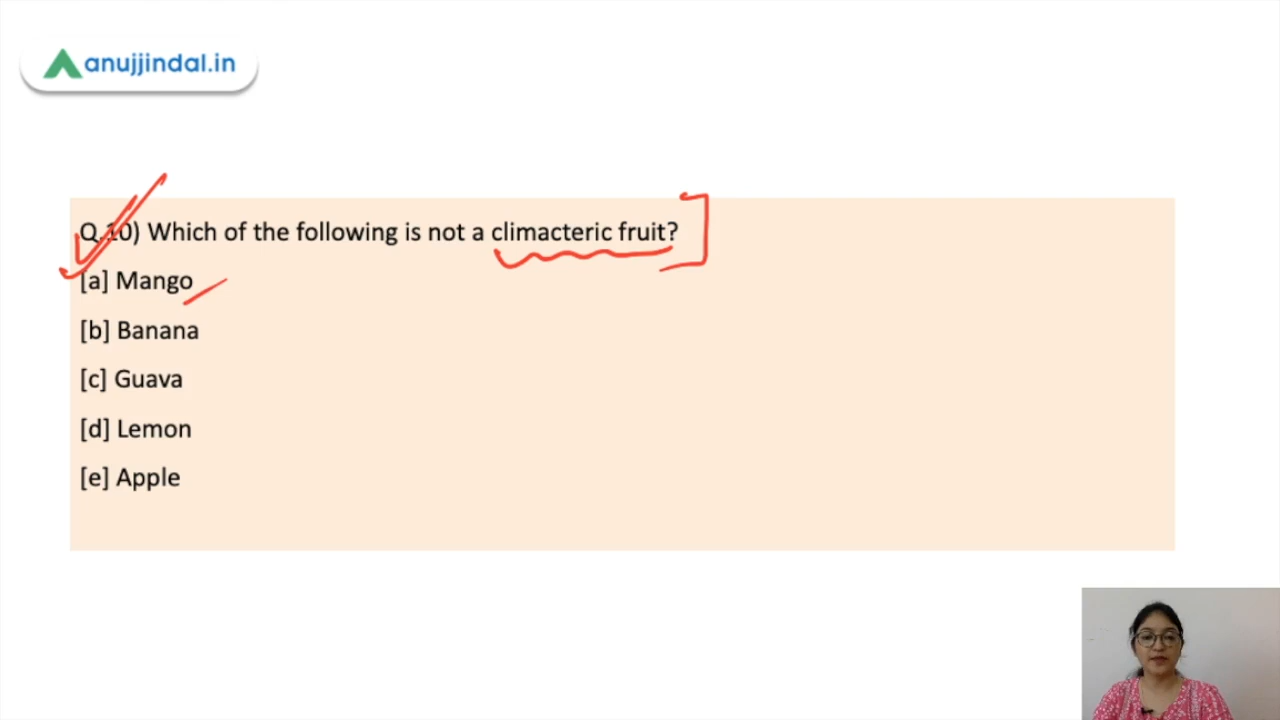 anujjindal.in
Q.10) Which of the following is not a climacteric fruit?
[a] Mango
[b] Banana
[c] Guava
[d] Lemon
[e] Apple